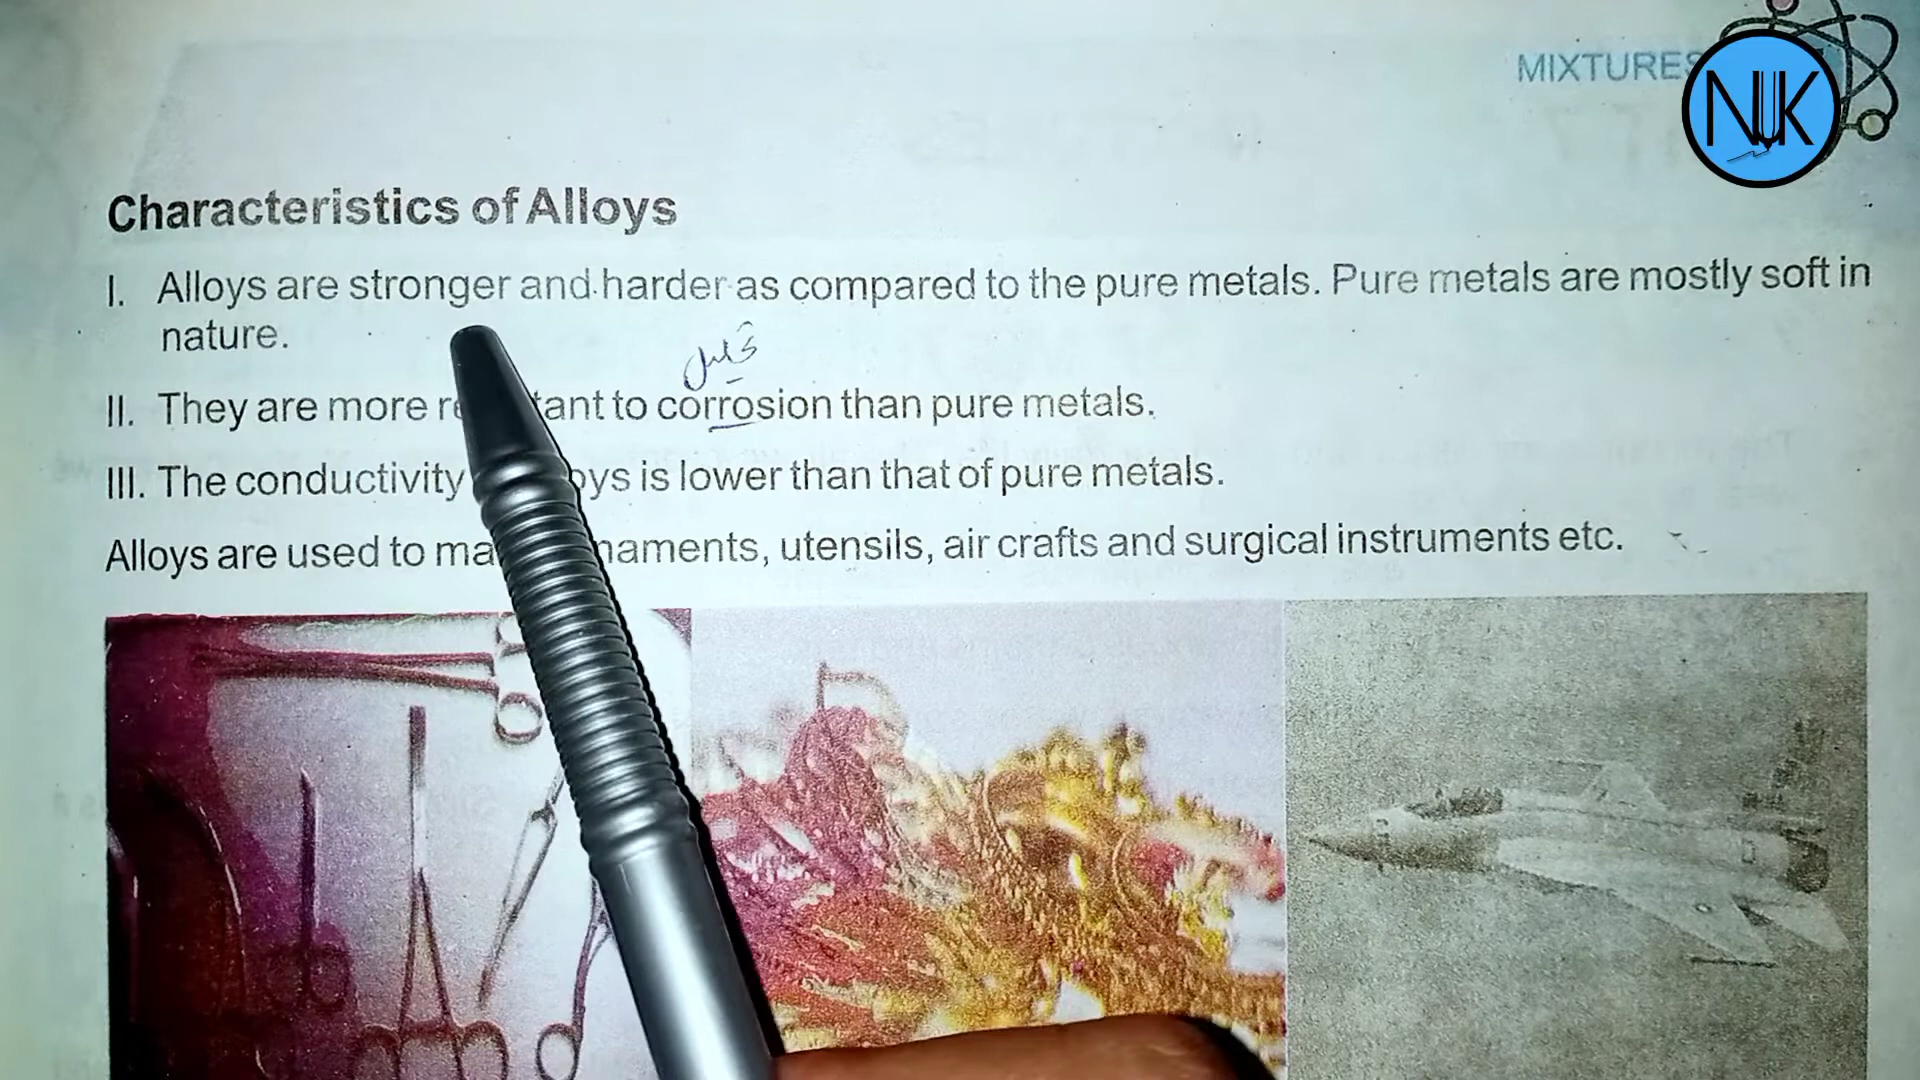 MIXTURES
NUK
Characteristics of Alloys
I. Alloys are stronger and harder as compared to the pure metals. Pure metals are mostly soft in
nature.
II. They are more re tant to corrosion than pure metals.
III. The conductivity oys is lower than that of pure metals.
Alloys are used to ma naments, utensils, air crafts and surgical instruments etc.